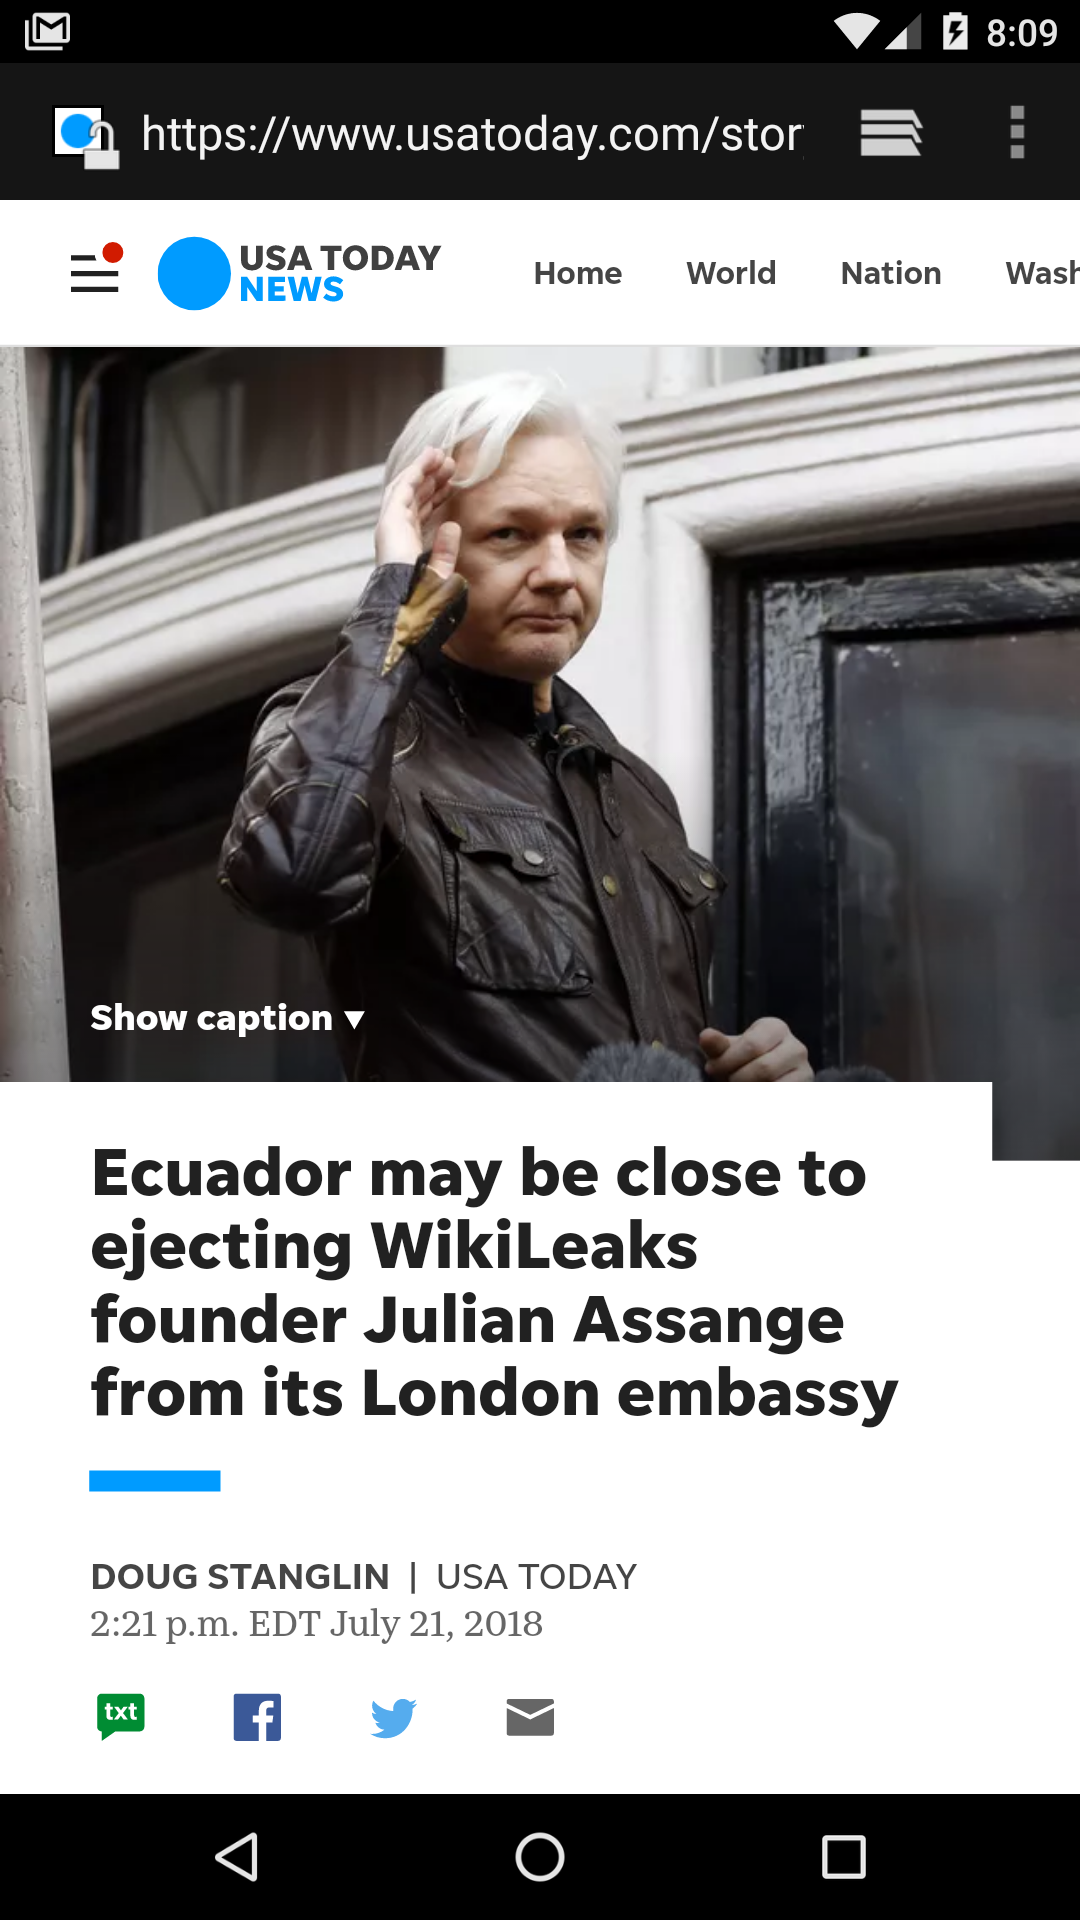 8:09
https://www.usatoday.com/stor
USA TODAY
NEWS
Home World Nation Wash
Show caption ▼
Ecuador may be close to
ejecting WikiLeaks
founder Julian Assange
from its London embassy
DOUG STANGLIN | USA TODAY
2:21 p.m. EDT July 21, 2018
txt